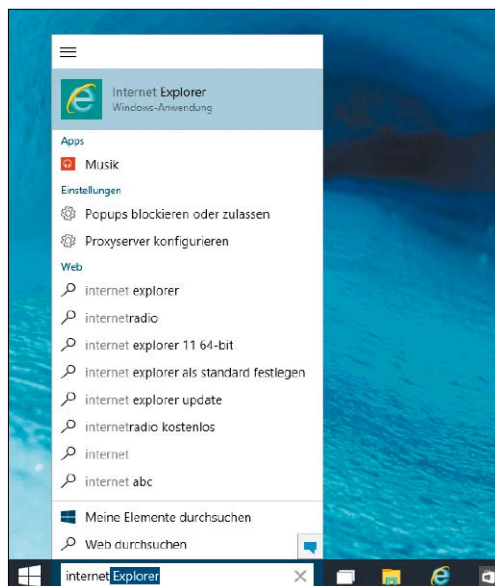 Internet Explorer
Windows-Anwendung
Apps
Musik
Einstellungen
Popups blockieren oder zulassen
Proxyserver konfigurieren
Web
internet explorer
internetradio
internet explorer 11 64-bit
internet explorer als standard festlegen
internet explorer update
internetradio kostenlos
internet
internet abc
Meine Elemente durchsuchen
Web durchsuchen
internet Explorer